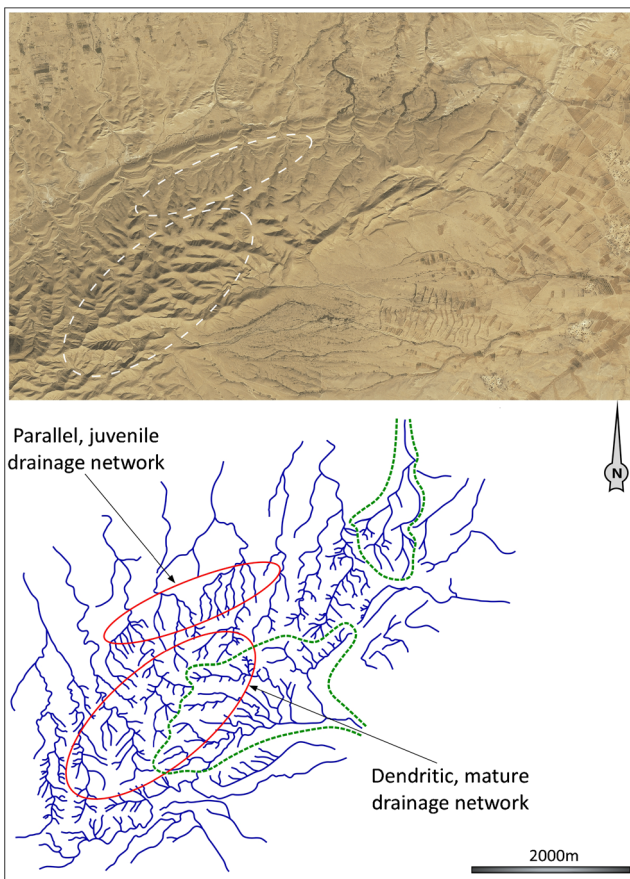 Parallel, juvenile
drainage network
N
Dendritic, mature
drainage network
2000m